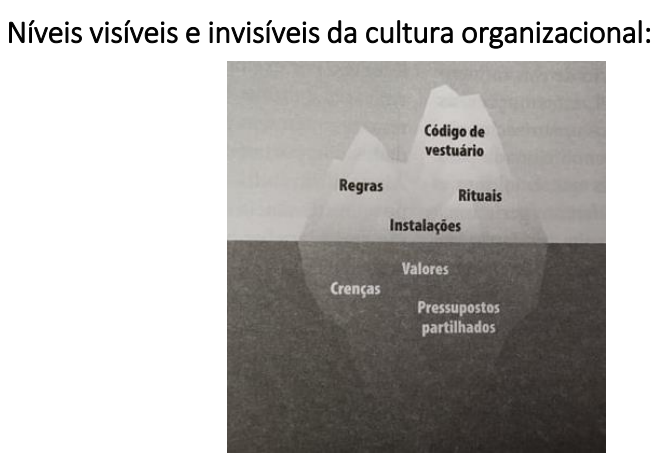 Níveis visíveis e invisíveis da cultura organizacional:
Código de
vestuário
Regras
Rituais
Instalações
Valores
Crenças
Pressupostos
partilhados